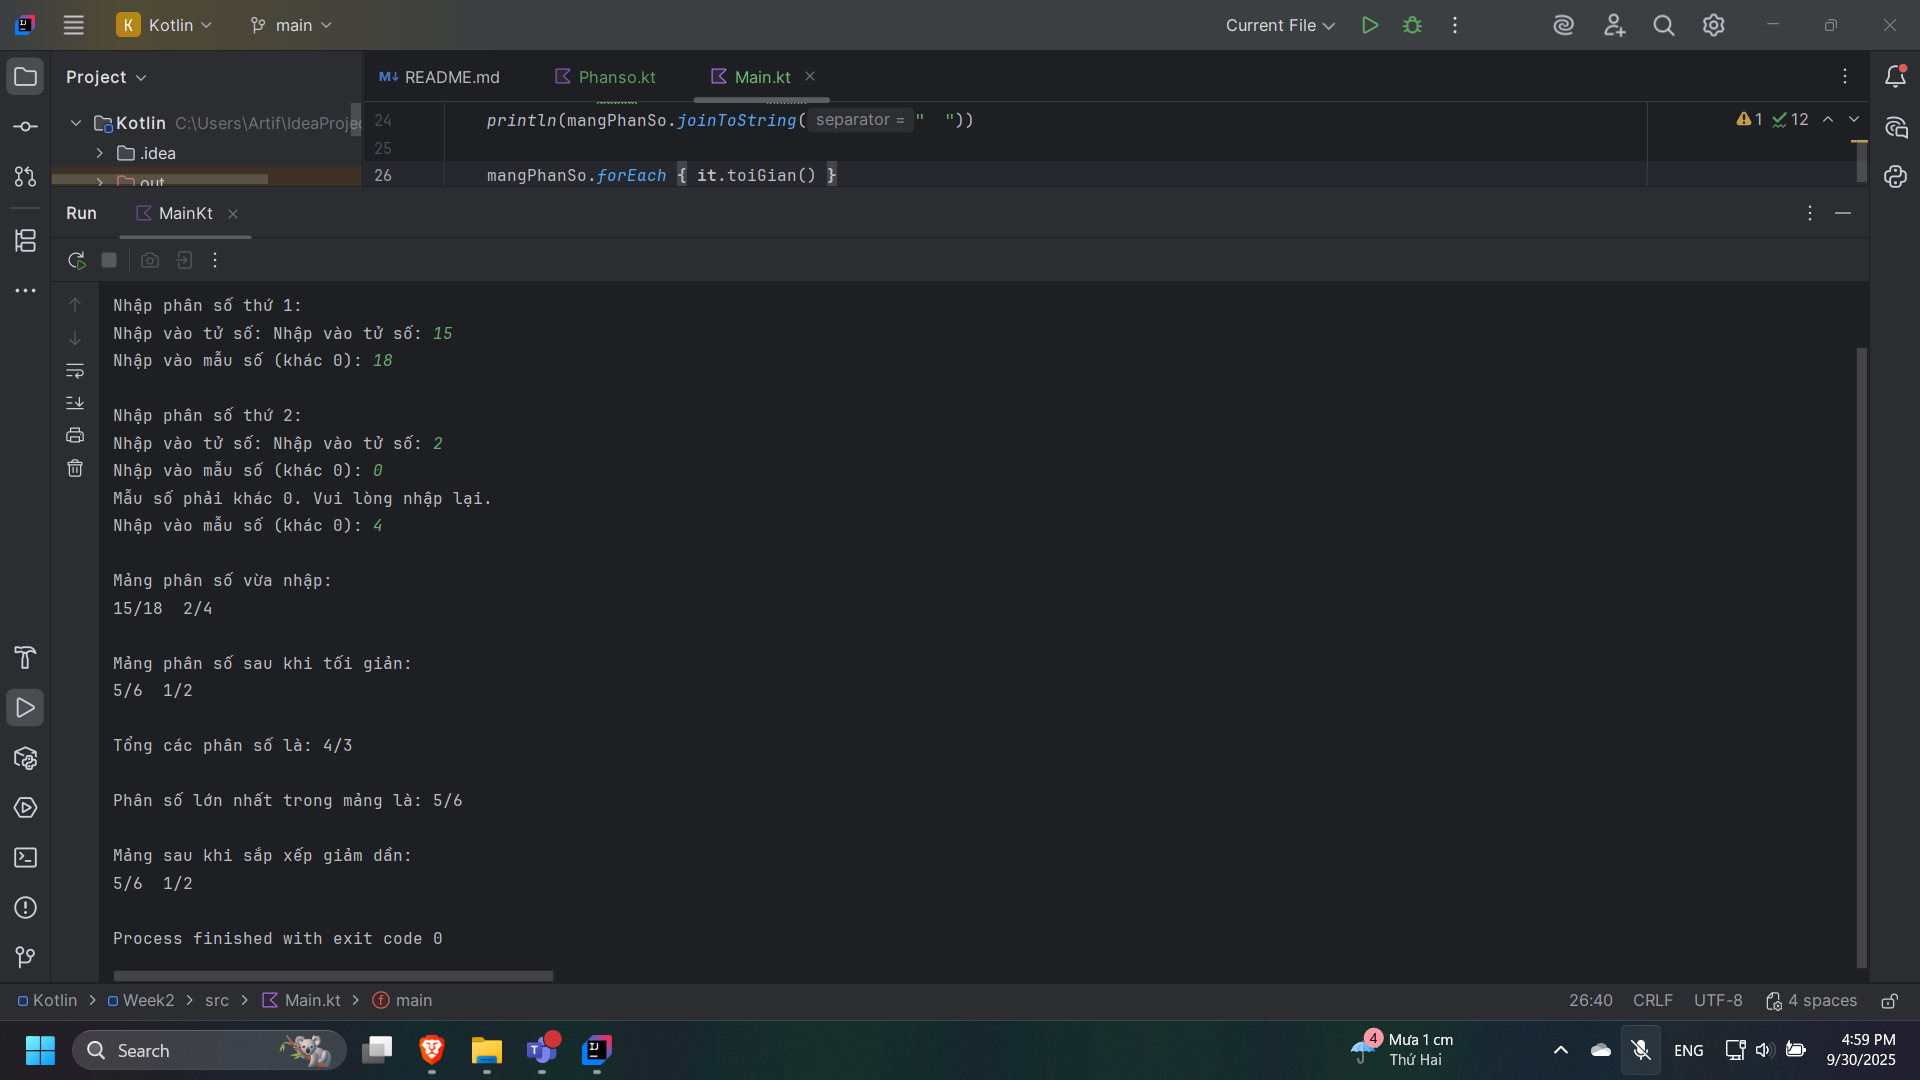 K Kotlin
main
Current File
Project
M↓ README.md
Phanso.kt
Main.kt
Kotlin C:\Users\Artif\IdeaProje
.idea
out
24 println(mangPhanSo.joinToString( separator = "  "))
25
26 mangPhanSo.forEach { it.toiGian() }
1 12
Run
MainKt
Nhập phân số thứ 1:
Nhập vào tử số: Nhập vào tử số: 15
Nhập vào mẫu số (khác 0): 18
Nhập phân số thứ 2:
Nhập vào tử số: Nhập vào tử số: 2
Nhập vào mẫu số (khác 0): 0
Mẫu số phải khác 0. Vui lòng nhập lại.
Nhập vào mẫu số (khác 0): 4
Mảng phân số vừa nhập:
15/18  2/4
Mảng phân số sau khi tối giản:
5/6  1/2
Tổng các phân số là: 4/3
Phân số lớn nhất trong mảng là: 5/6
Mảng sau khi sắp xếp giảm dần:
5/6  1/2
Process finished with exit code 0
Kotlin > Week2 > src > Main.kt > main
26:40 CRLF UTF-8 4 spaces
Search
4 Mưa 1 cm
Thứ Hai
ENG
4:59 PM
9/30/2025